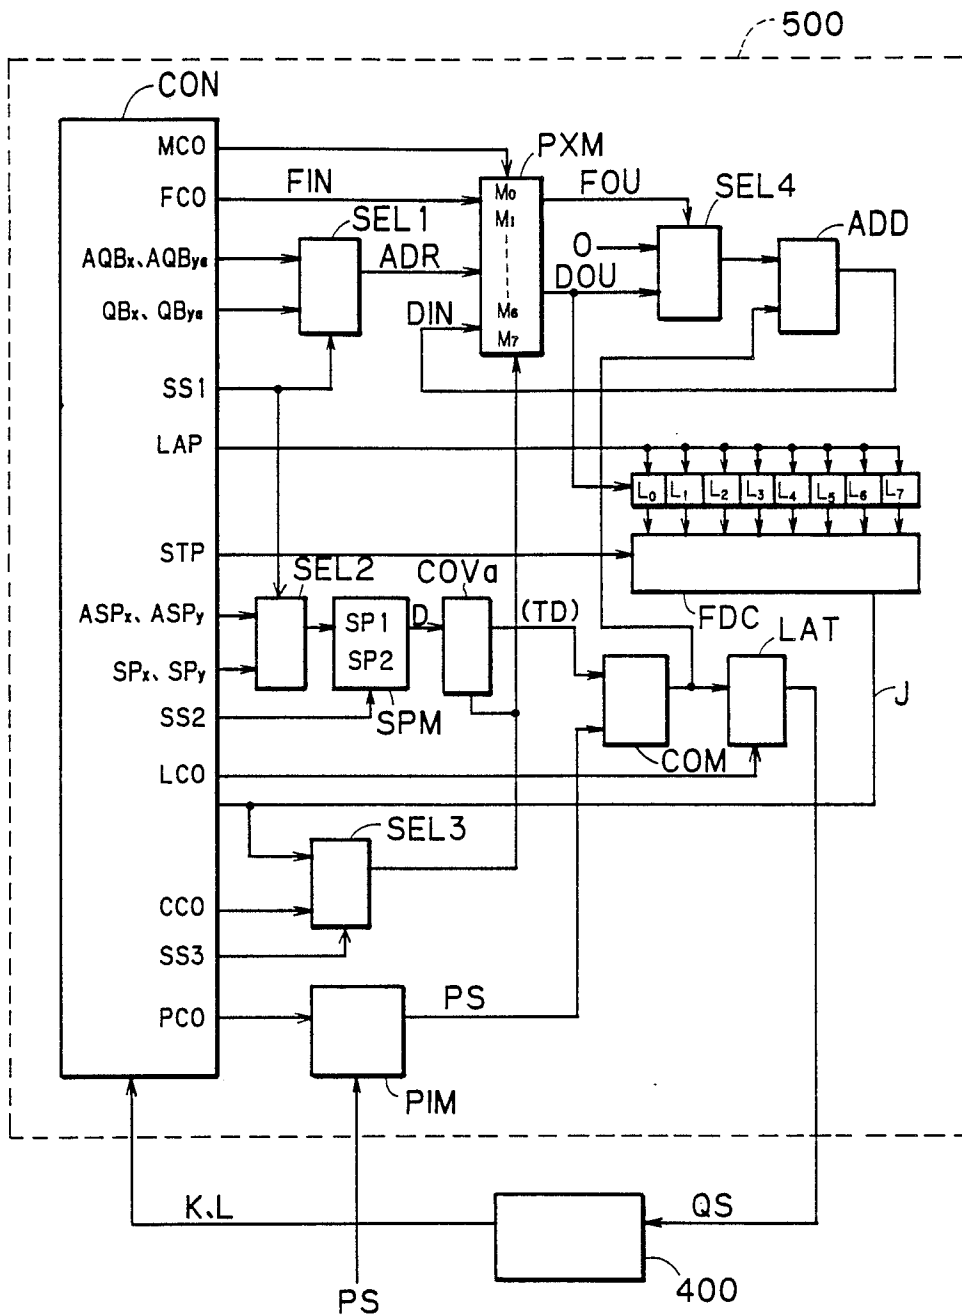 500
CON
MCO
PXM
FCO
FIN
M0
FOU
SEL4
SEL1
M1
ADD
AQBx、AQBya
ADR
0
DOU
QBx、QBya
DIN
M6
M7
SS1
LAP
L0 L1 L2 L3 L4 L5 L6 L7
STP
SEL2
COVa
ASPx、ASPy
SP1
D
(TD)
FDC
LAT
SPx、SPy
SP2
SS2
SPM
COM
J
LCO
SEL3
CCO
SS3
PCO
PS
PIM
K、L
QS
400
PS